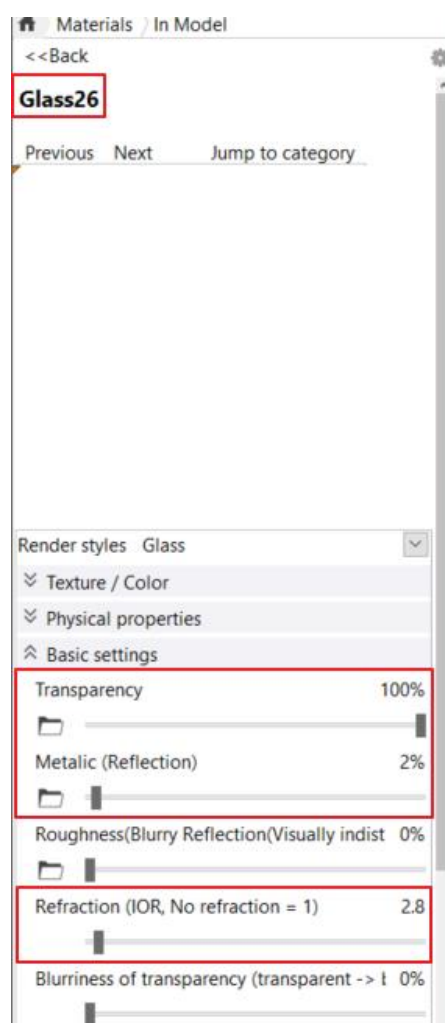 Materials In Model
<<Back
Glass26
Previous Next Jump to category
Render styles Glass
Texture / Color
Physical properties
Basic settings
Transparency 100%
Metalic (Reflection) 2%
Roughness(Blurry Reflection(Visually indist 0%
Refraction (IOR, No refraction = 1) 2.8
Blurriness of transparency (transparent -> 0%